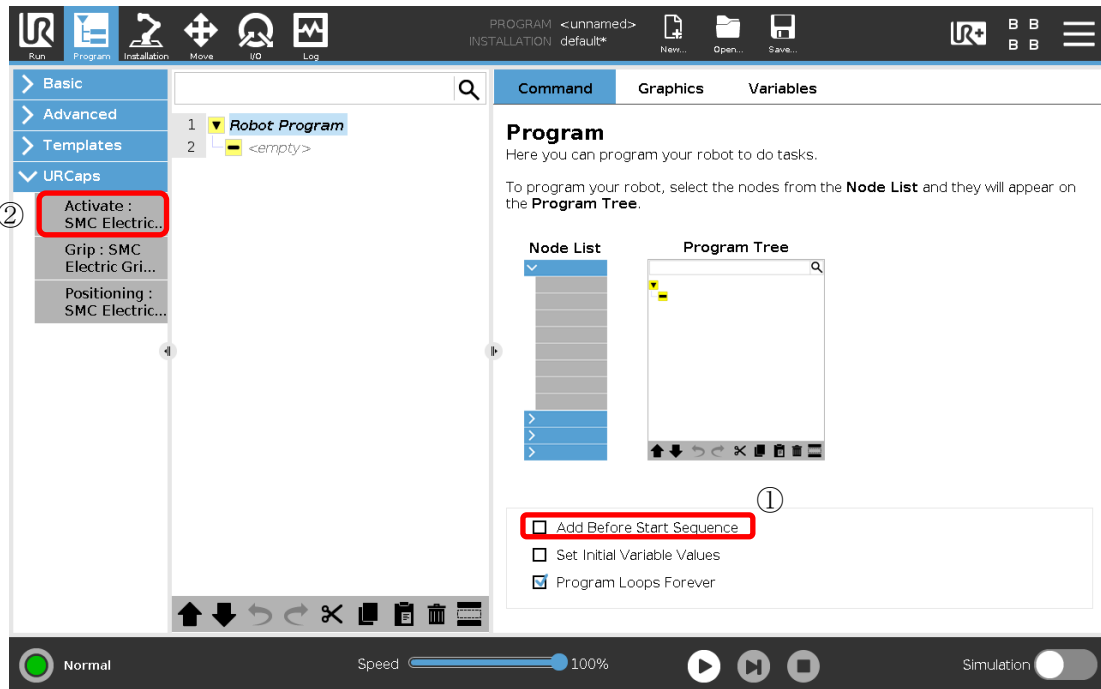 PROGRAM <unnamed>
INSTALLATION default*
Run
Program
Installation
Move
I/O
Log
New...
Open...
Save...
UR+
B B
B B
Basic
Advanced
Templates
URCaps
②
Activate :
SMC Electric..
Grip : SMC
Electric Gri...
Positioning :
SMC Electric...
1 Robot Program
2 <empty>
Command Graphics Variables
Program
Here you can program your robot to do tasks.
To program your robot, select the nodes from the Node List and they will appear on
the Program Tree.
Node List
Program Tree
①
Add Before Start Sequence
Set Initial Variable Values
Program Loops Forever
Normal
Speed
100%
Simulation